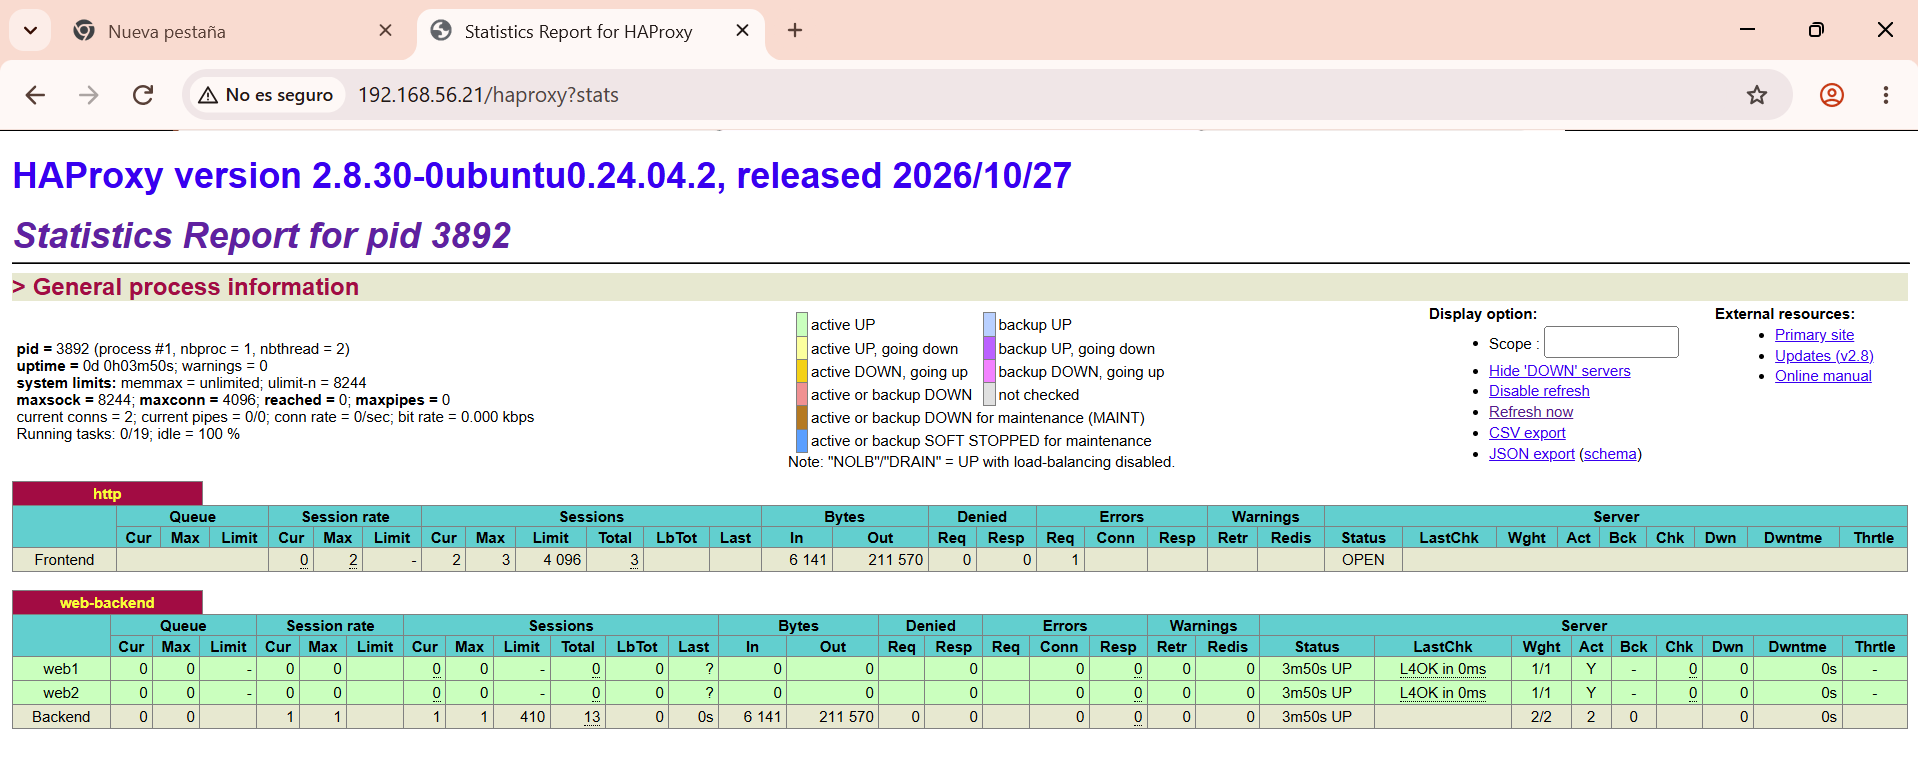 Nueva pestaña
Statistics Report for HAProxy
No es seguro
192.168.56.21/haproxy?stats
HAProxy version 2.8.30-0ubuntu0.24.04.2, released 2026/10/27
Statistics Report for pid 3892
> General process information
pid = 3892 (process #1, nbproc = 1, nbthread = 2)
uptime = 0d 0h03m50s; warnings = 0
system limits: memmax = unlimited; ulimit-n = 8244
maxsock = 8244; maxconn = 4096; reached = 0; maxpipes = 0
current conns = 2; current pipes = 0/0; conn rate = 0/sec; bit rate = 0.000 kbps
Running tasks: 0/19; idle = 100 %
active UP
backup UP
active UP, going down
backup UP, going down
active DOWN, going up
backup DOWN, going up
active or backup DOWN
not checked
active or backup DOWN for maintenance (MAINT)
active or backup SOFT STOPPED for maintenance
Note: "NOLB"/"DRAIN" = UP with load-balancing disabled.
Display option:
Scope :
Hide 'DOWN' servers
Disable refresh
Refresh now
CSV export
JSON export (schema)
External resources:
Primary site
Updates (v2.8)
Online manual
http
Queue Session rate Sessions Bytes Denied Errors Warnings Server
Cur Max Limit Cur Max Limit Cur Max Limit Total LbTot Last In Out Req Resp Req Conn Resp Retr Redis Status LastChk Wght Act Bck Chk Dwn Dwntme Thrtle
Frontend 0 2 - 2 3 4 096 3 6 141 211 570 0 0 1 OPEN
web-backend
Queue Session rate Sessions Bytes Denied Errors Warnings Server
Cur Max Limit Cur Max Limit Cur Max Limit Total LbTot Last In Out Req Resp Req Conn Resp Retr Redis Status LastChk Wght Act Bck Chk Dwn Dwntme Thrtle
web1 0 0 - 0 0 0 0 - 0 0 ? 0 0 0 0 0 0 0 3m50s UP L4OK in 0ms 1/1 Y - 0 0 0s -
web2 0 0 - 0 0 0 0 - 0 0 ? 0 0 0 0 0 0 0 3m50s UP L4OK in 0ms 1/1 Y - 0 0 0s -
Backend 0 0 1 1 1 1 410 13 0 0s 6 141 211 570 0 0 0 0 0 0 3m50s UP 2/2 2 0 0 0s